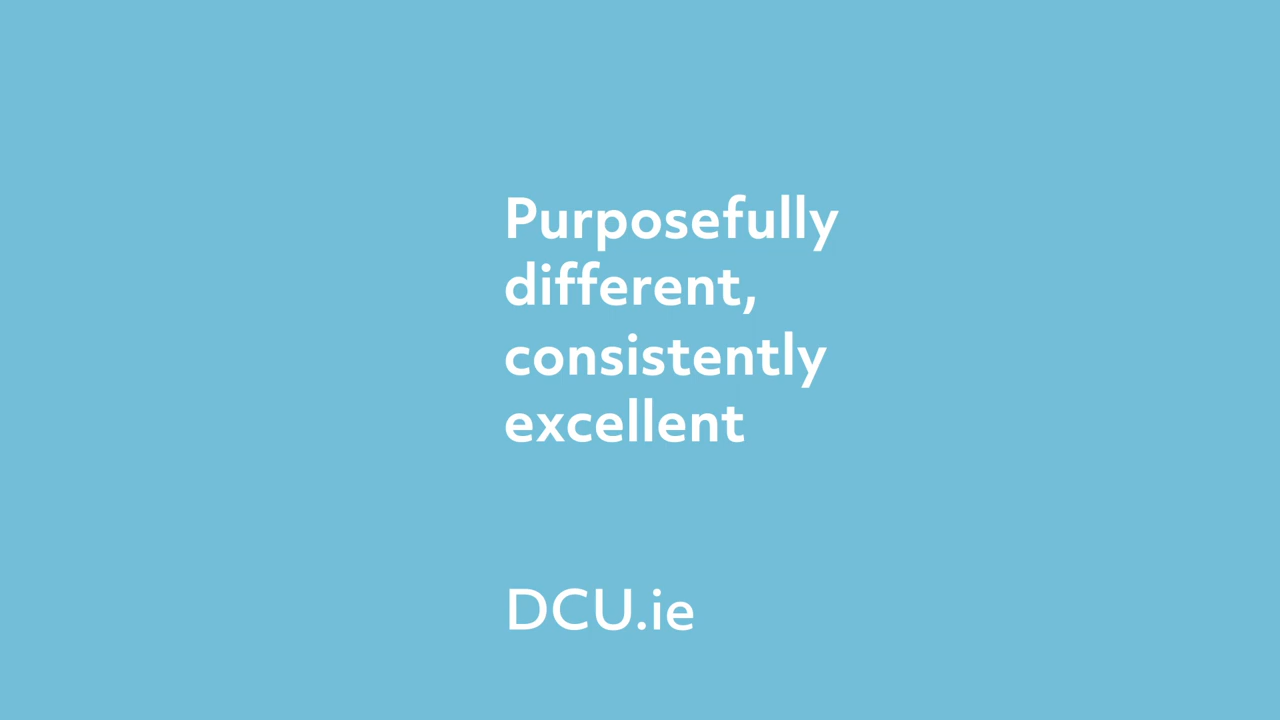 Purposefully
different,
consistently
excellent
DCU.ie